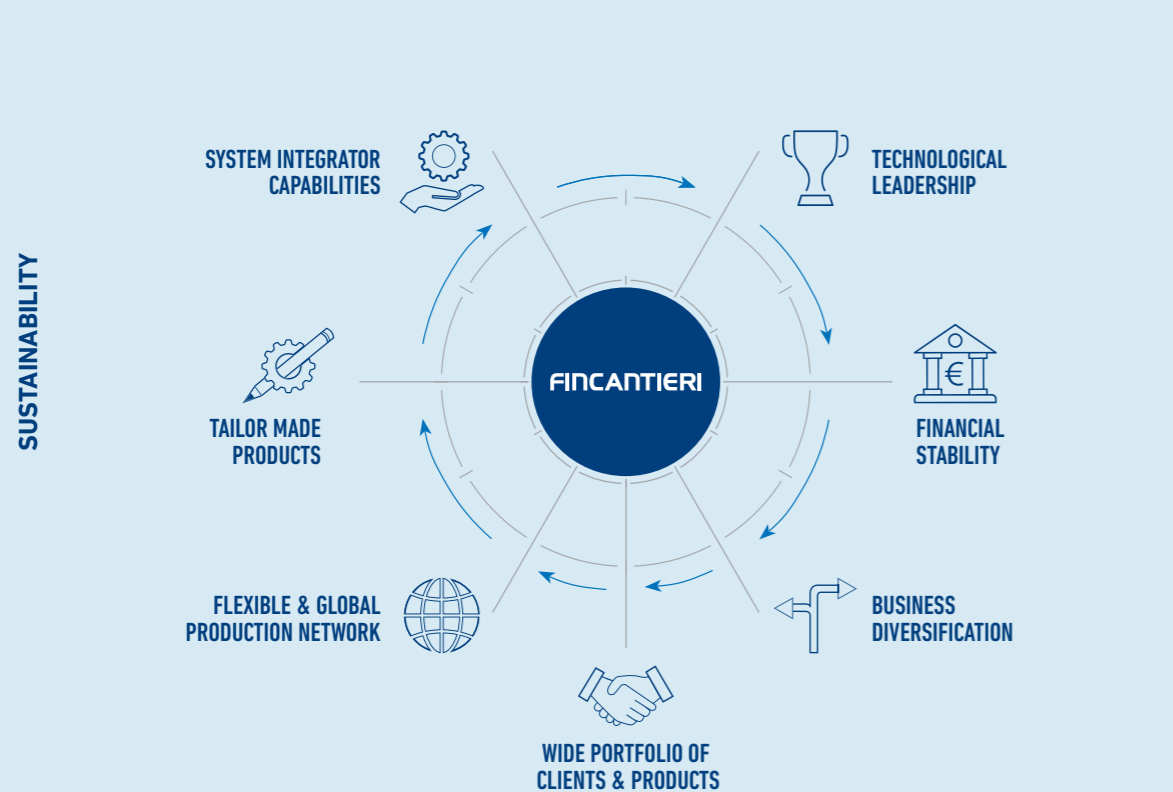 SUSTAINABILITY
SYSTEM INTEGRATOR
CAPABILITIES
TECHNOLOGICAL
LEADERSHIP
FINCANTIERI
€
TAILOR MADE
PRODUCTS
FINANCIAL
STABILITY
FLEXIBLE & GLOBAL
PRODUCTION NETWORK
BUSINESS
DIVERSIFICATION
WIDE PORTFOLIO OF
CLIENTS & PRODUCTS